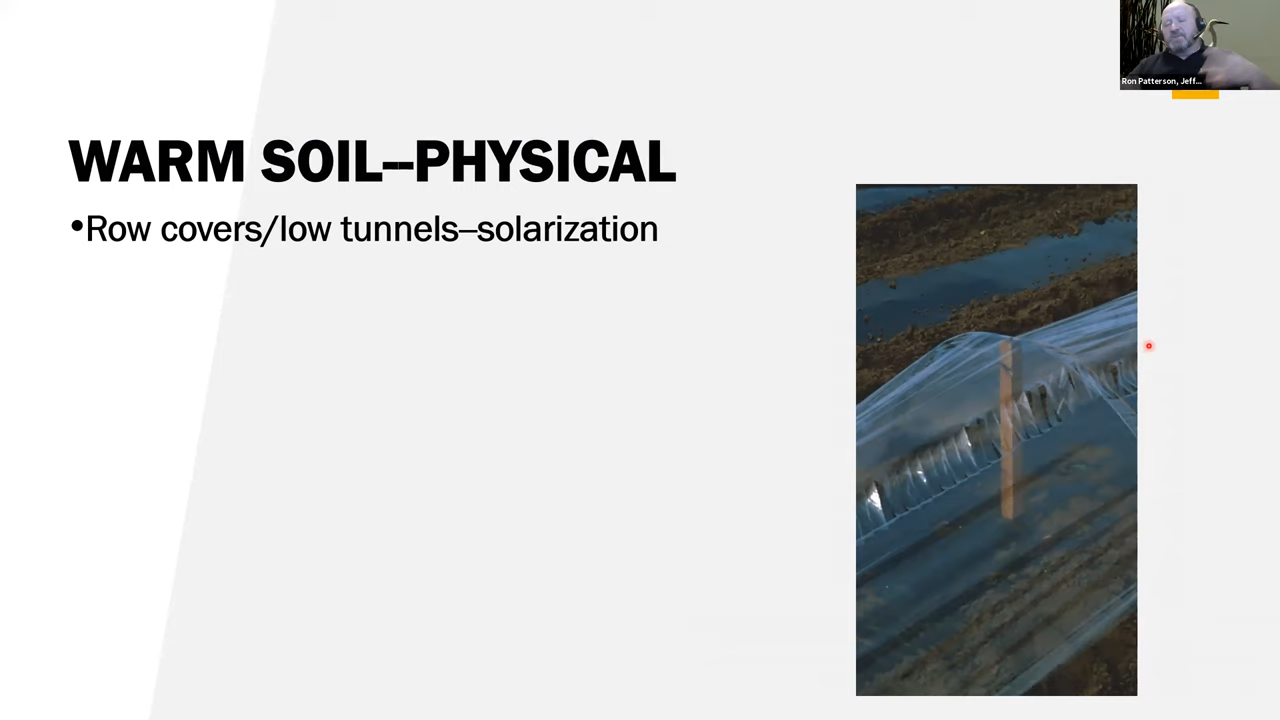 Ron Patterson, Jeff...
WARM SOIL--PHYSICAL
•Row covers/low tunnels–solarization